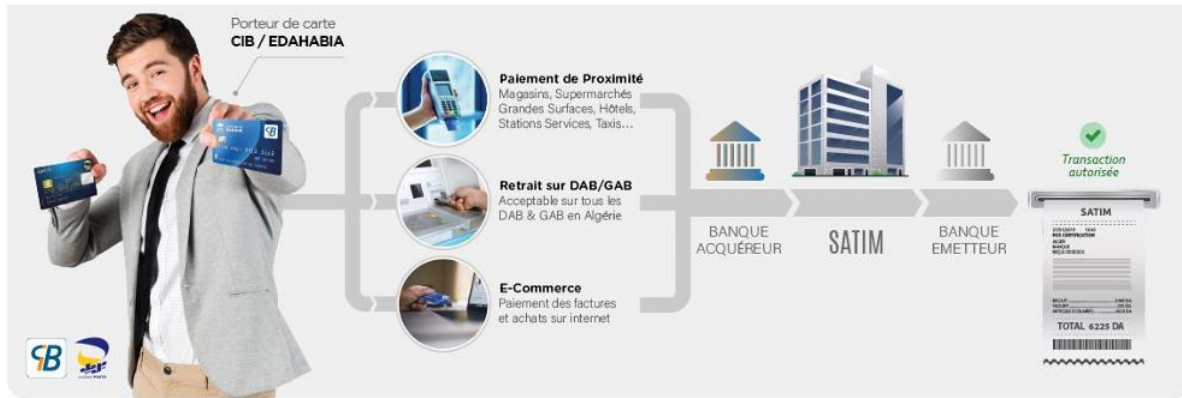 Porteur de carte
CIB / EDAHABIA
Paiement de Proximité
Magasins, Supermarchés
Grandes Surfaces, Hôtels,
Stations Services, Taxis...
Retrait sur DAB/GAB
Acceptable sur tous les
DAB & GAB en Algérie
E-Commerce
Paiement des factures
et achats sur internet
BANQUE
ACQUÉREUR
SATIM
BANQUE
EMETTEUR
Transaction
autorisée
SATIM
TOTAL 6225 DA
CIB